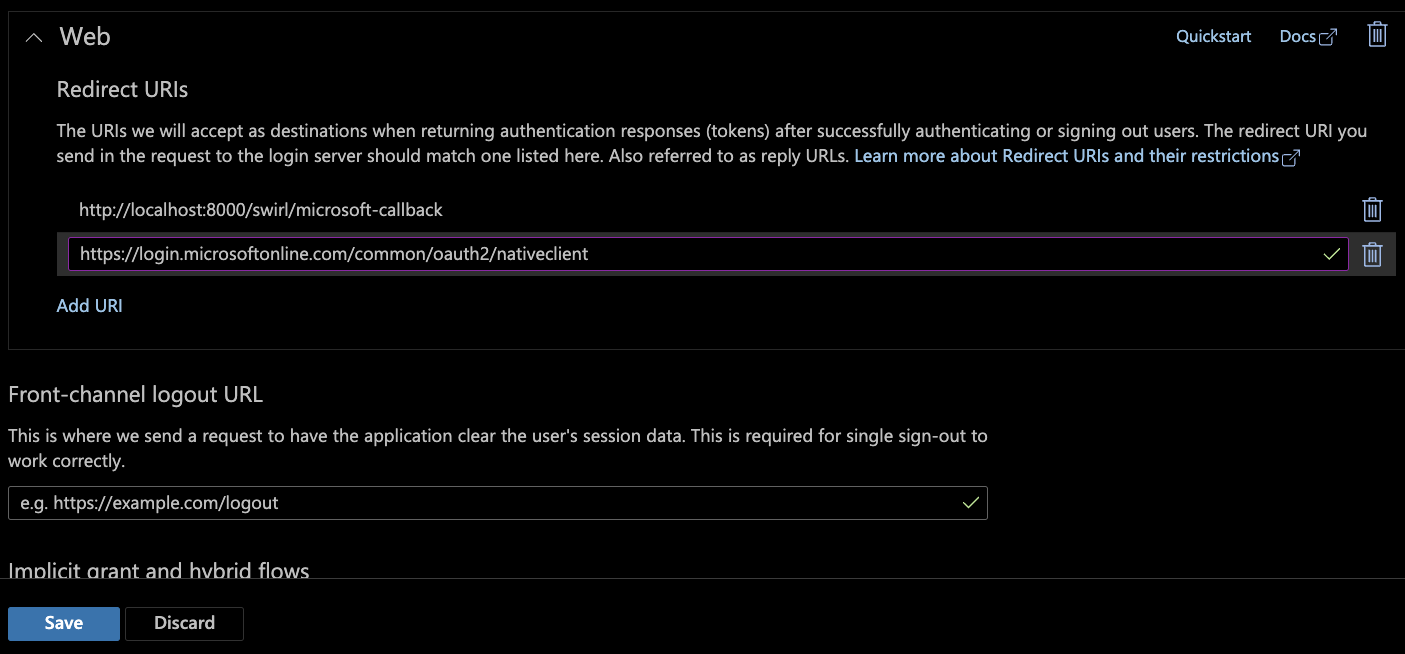 Web
Quickstart
Docs
Redirect URIs
The URIs we will accept as destinations when returning authentication responses (tokens) after successfully authenticating or signing out users. The redirect URI you
send in the request to the login server should match one listed here. Also referred to as reply URLs. Learn more about Redirect URIs and their restrictions
http://localhost:8000/swirl/microsoft-callback
https://login.microsoftonline.com/common/oauth2/nativeclient
Add URI
Front-channel logout URL
This is where we send a request to have the application clear the user's session data. This is required for single sign-out to
work correctly.
e.g. https://example.com/logout
Implicit grant and hybrid flows
Save
Discard